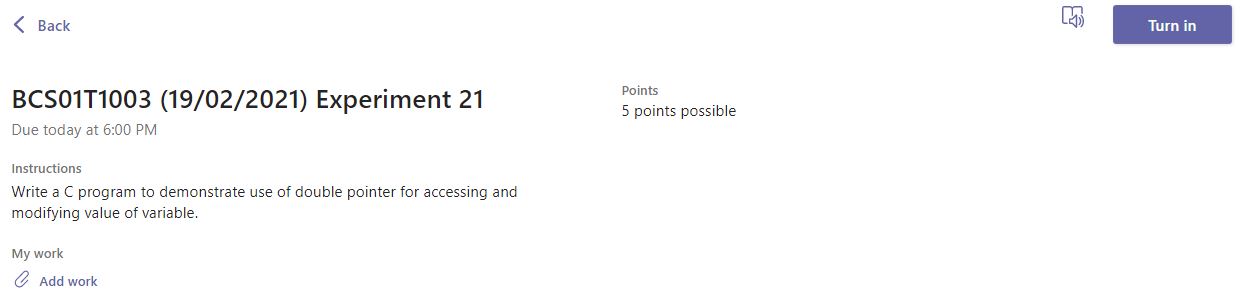 Back
Turn in
BCS01T1003 (19/02/2021) Experiment 21
Due today at 6:00 PM
Points
5 points possible
Instructions
Write a C program to demonstrate use of double pointer for accessing and
modifying value of variable.
My work
Add work